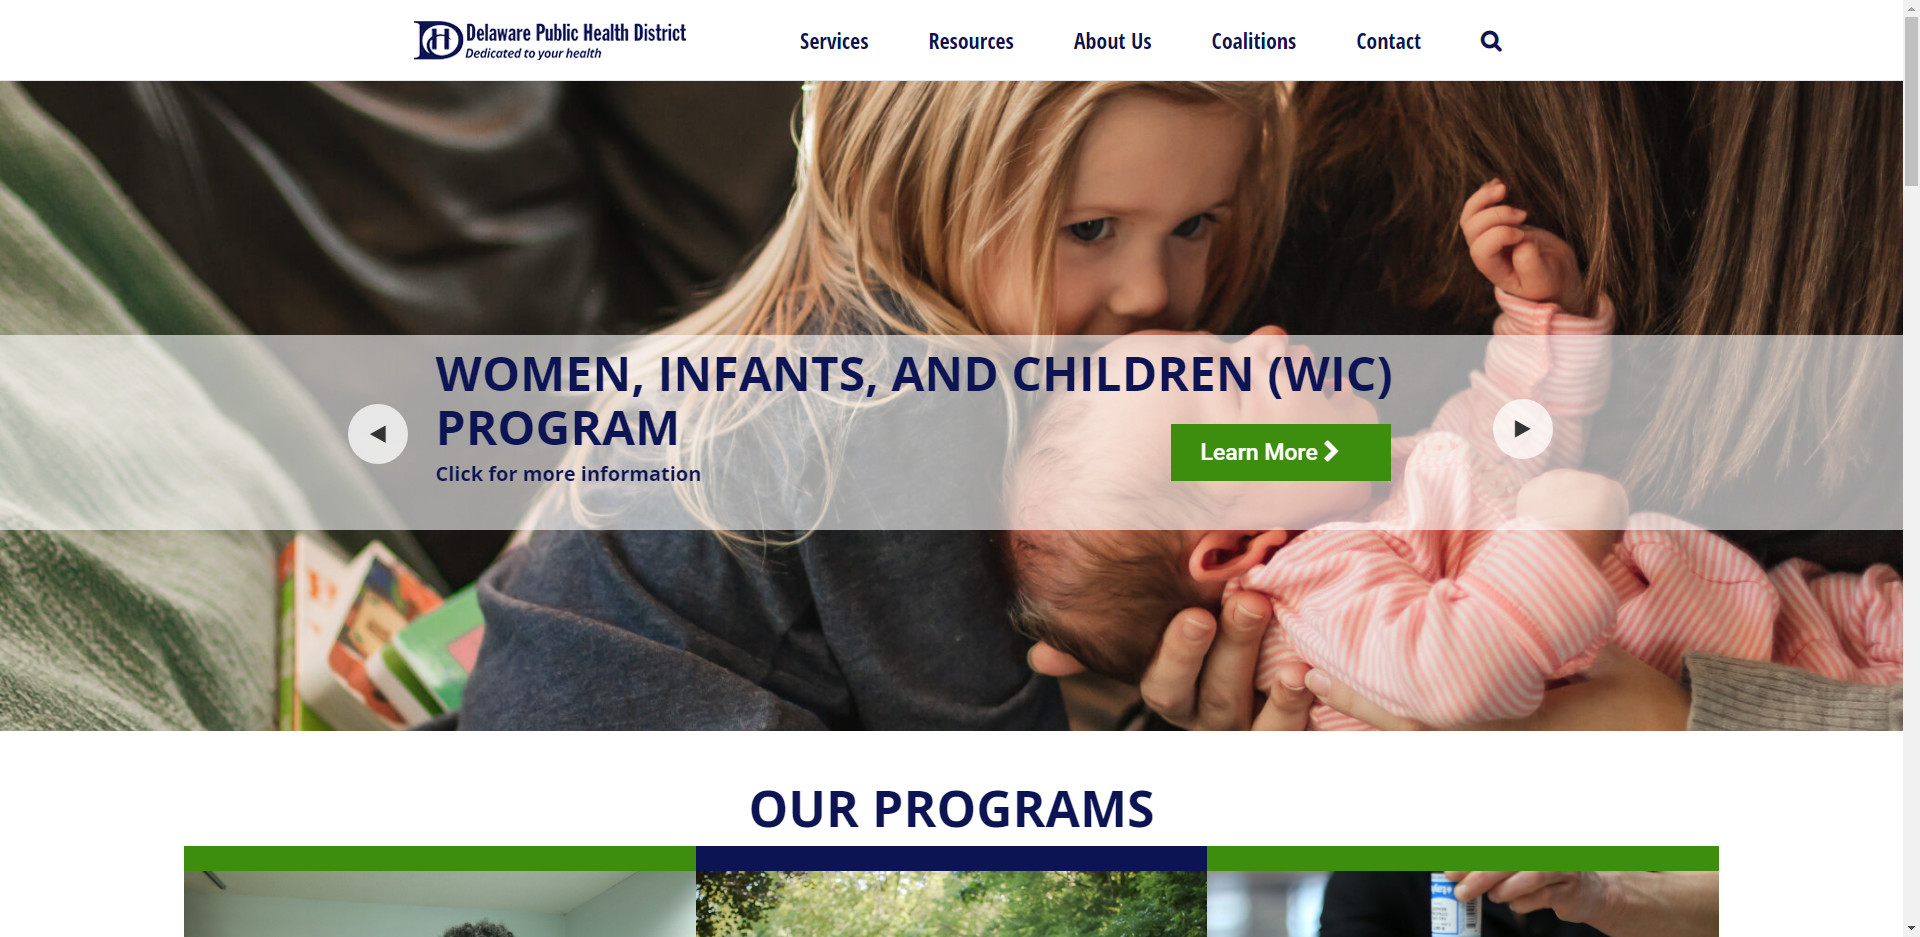 Delaware Public Health District
Dedicated to your health
Services
Resources
About Us
Coalitions
Contact
WOMEN, INFANTS, AND CHILDREN (WIC)
PROGRAM
Click for more information
Learn More
OUR PROGRAMS